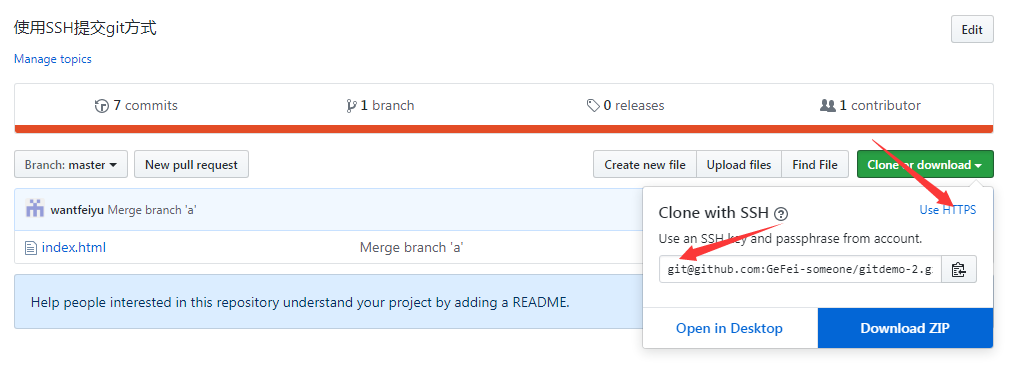 使用SSH提交git方式
Edit
Manage topics
7 commits
1 branch
0 releases
1 contributor
Branch: master
New pull request
Create new file
Upload files
Find File
Clone or download
wantfeiyu Merge branch 'a'
index.html
Merge branch 'a'
Help people interested in this repository understand your project by adding a README.
Clone with SSH
Use HTTPS
Use an SSH key and passphrase from account.
git@github.com:GeFei-someone/gitdemo-2.g
Open in Desktop
Download ZIP